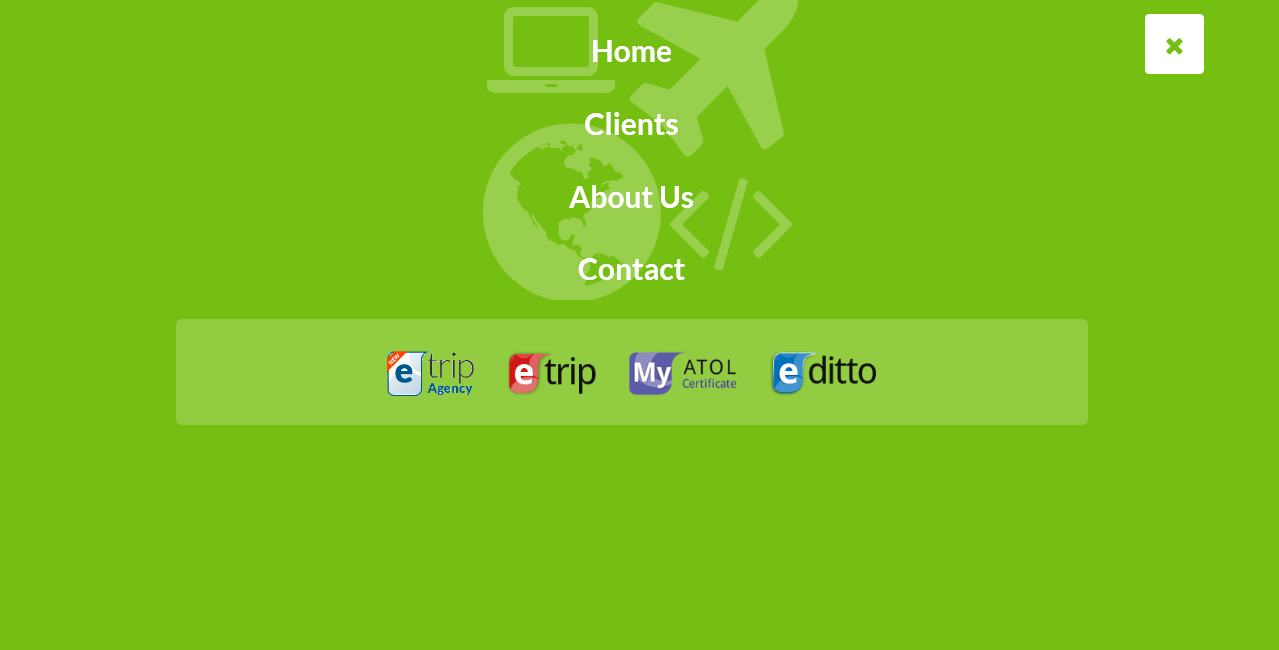 Home
Clients
About Us
</>
Contact
NEW
e trip Agency
e trip
My ATOL Certificate
e ditto